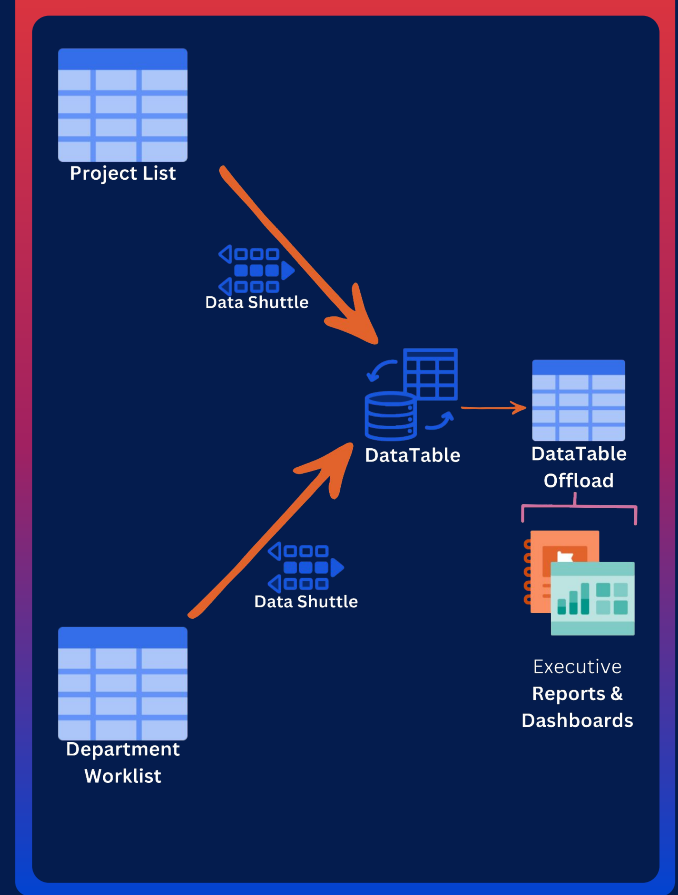 Project List
Data Shuttle
DataTable
DataTable
Offload
Data Shuttle
Executive
Reports &
Dashboards
Department
Worklist